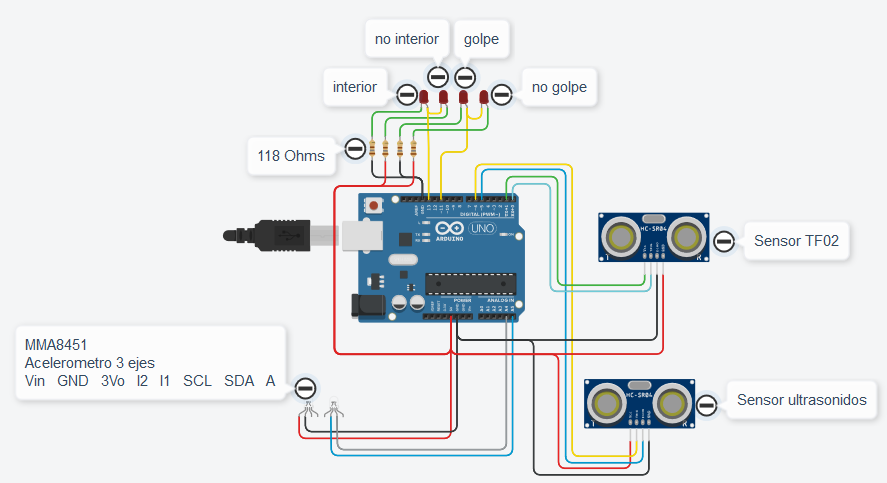 no interior
golpe
interior
no golpe
118 Ohms
DIGITAL (PWM~)
UNO
ARDUINO
POWER
ANALOG IN
HC-SR04
Sensor TF02
MMA8451
Acelerometro 3 ejes
Vin GND 3Vo I2 I1 SCL SDA A
HC-SR04
Sensor ultrasonidos